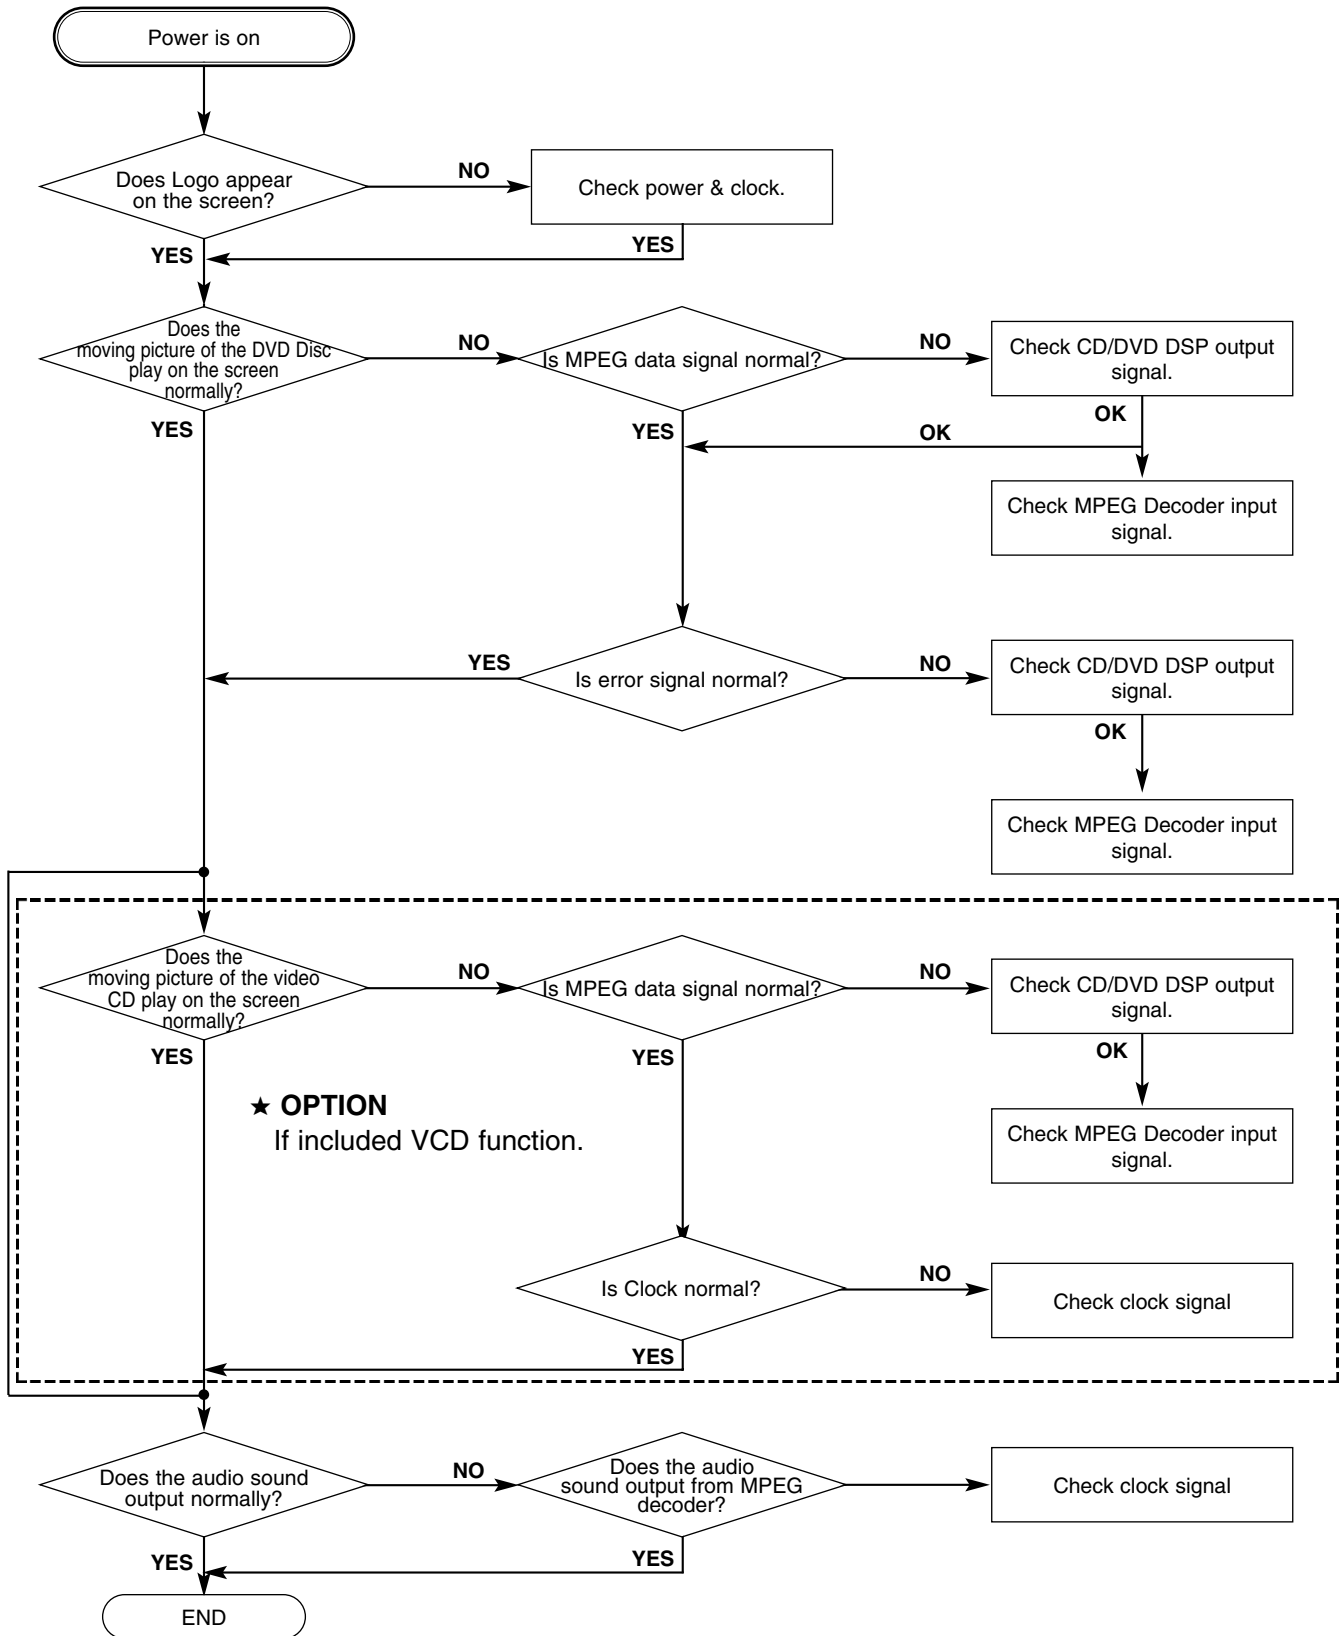 Power is on
Does Logo appear
on the screen?
NO
Check power & clock.
YES
YES
Does the
moving picture of the DVD Disc
play on the screen
normally?
NO
Is MPEG data signal normal?
NO
Check CD/DVD DSP output
signal.
YES
YES
OK
OK
Check MPEG Decoder input
signal.
YES
Is error signal normal?
NO
Check CD/DVD DSP output
signal.
OK
Check MPEG Decoder input
signal.
Does the
moving picture of the video
CD play on the screen
normally?
NO
Is MPEG data signal normal?
NO
Check CD/DVD DSP output
signal.
YES
YES
OK
★ OPTION
If included VCD function.
Check MPEG Decoder input
signal.
Is Clock normal?
NO
Check clock signal
YES
Does the audio sound
output normally?
NO
Does the audio
sound output from MPEG
decoder?
Check clock signal
YES
YES
END